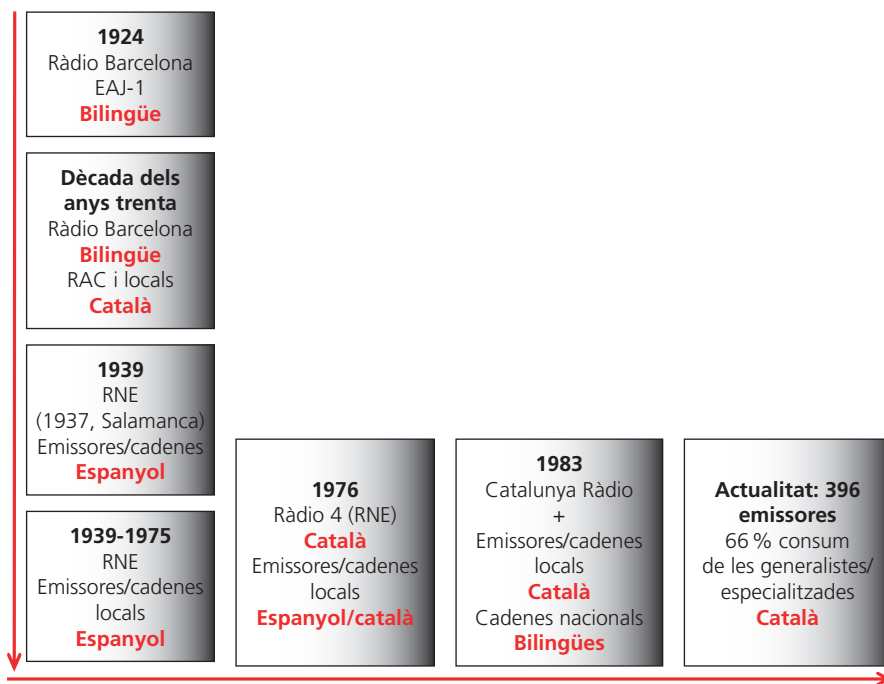 1924
Ràdio Barcelona
EAJ-1
Bilingüe
Dècada dels
anys trenta
Ràdio Barcelona
Bilingüe
RAC i locals
Català
1939
RNE
(1937, Salamanca)
Emissores/cadenes
Espanyol
1939-1975
RNE
Emissores/cadenes
locals
Espanyol
1976
Ràdio 4 (RNE)
Català
Emissores/cadenes
locals
Espanyol/català
1983
Catalunya Ràdio
+
Emissores/cadenes
locals
Català
Cadenes nacionals
Bilingües
Actualitat: 396
emissores
66 % consum
de les generalistes/
especialitzades
Català